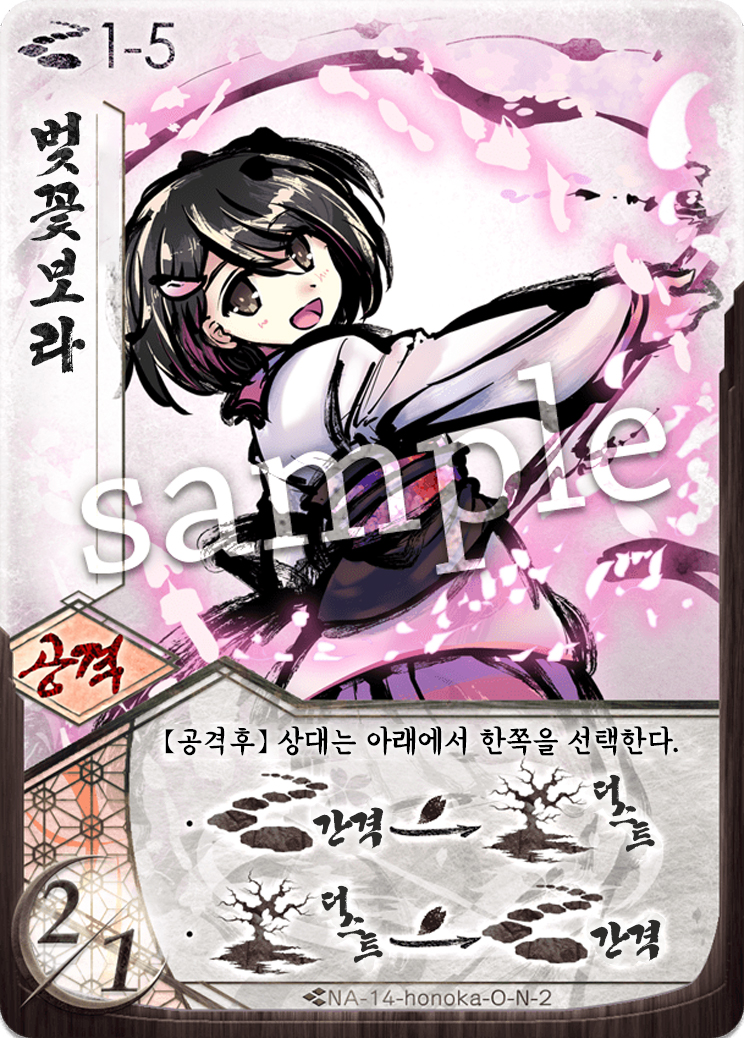 1-5
벚꽃보라
sample
공격
【공격후】 상대는 아래에서 한쪽을 선택한다.
· 간격 더스트
· 더스트 간격
2/1
NA-14-honoka-O-N-2